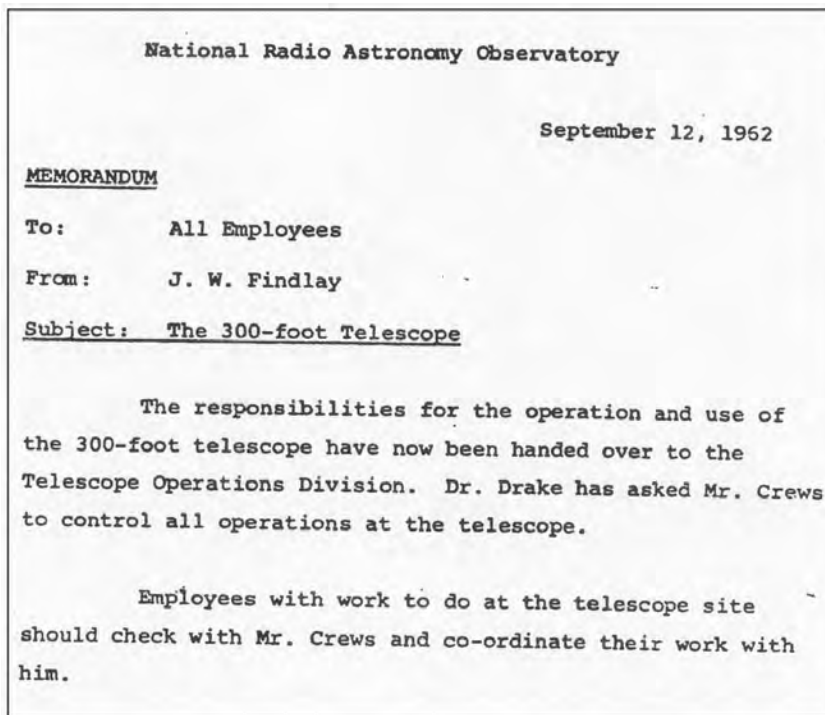 National Radio Astronomy Observatory
September 12, 1962
MEMORANDUM
To: All Employees
From: J. W. Findlay
Subject: The 300-foot Telescope
The responsibilities for the operation and use of
the 300-foot telescope have now been handed over to the
Telescope Operations Division. Dr. Drake has asked Mr. Crews
to control all operations at the telescope.
Employees with work to do at the telescope site
should check with Mr. Crews and co-ordinate their work with
him.